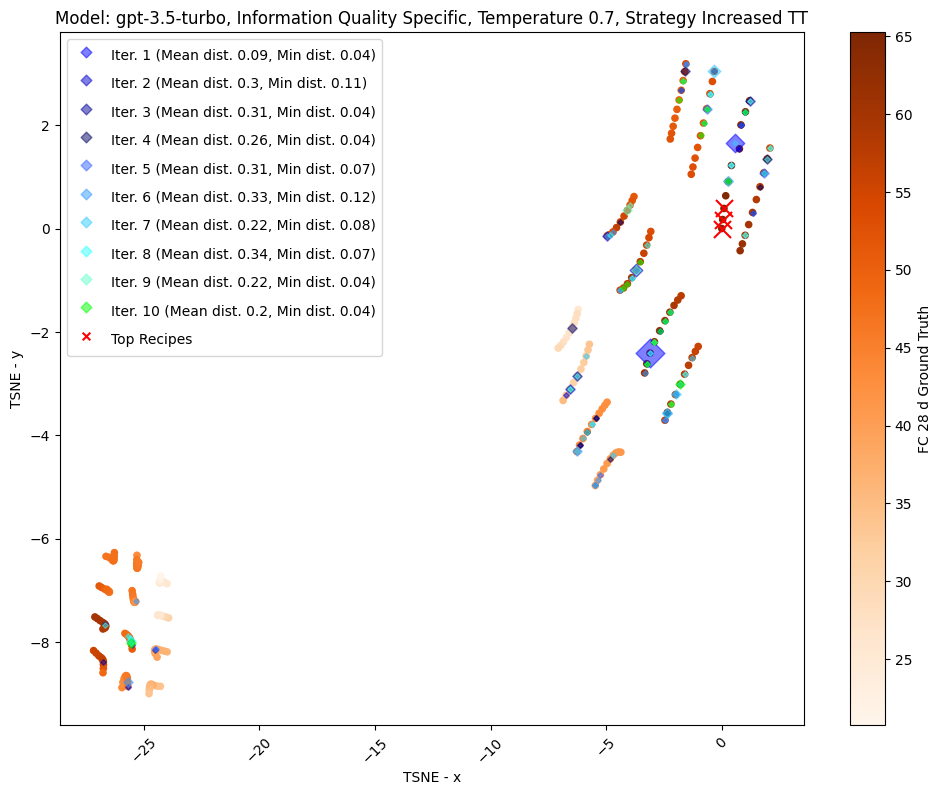 Model: gpt-3.5-turbo, Information Quality Specific, Temperature 0.7, Strategy Increased TT
Iter. 1 (Mean dist. 0.09, Min dist. 0.04)
Iter. 2 (Mean dist. 0.3, Min dist. 0.11)
Iter. 3 (Mean dist. 0.31, Min dist. 0.04)
Iter. 4 (Mean dist. 0.26, Min dist. 0.04)
Iter. 5 (Mean dist. 0.31, Min dist. 0.07)
Iter. 6 (Mean dist. 0.33, Min dist. 0.12)
Iter. 7 (Mean dist. 0.22, Min dist. 0.08)
Iter. 8 (Mean dist. 0.34, Min dist. 0.07)
Iter. 9 (Mean dist. 0.22, Min dist. 0.04)
Iter. 10 (Mean dist. 0.2, Min dist. 0.04)
Top Recipes
TSNE - y
2
0
−2
−4
−6
−8
−25
−20
−15
−10
−5
0
TSNE - x
65
60
55
50
45
40
35
30
25
FC 28 d Ground Truth